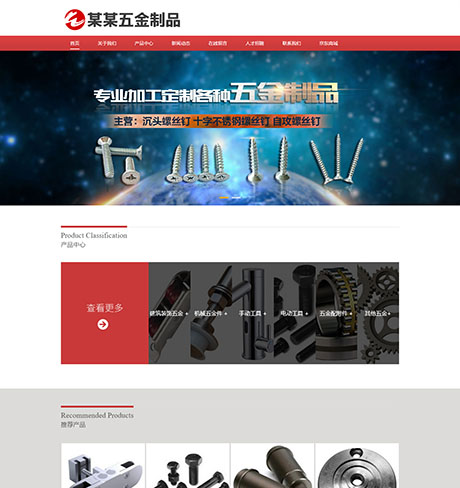 某某五金制品
首页 关于我们 产品中心 新闻动态 在线留言 人才招聘 联系我们 京东商城
专业加工定制各种五金制品
主营：沉头螺丝钉 十字不锈钢螺丝钉 自攻螺丝钉
Product Classification
产品中心
查看更多
建筑装饰五金 + 机械五金件 + 手动工具 + 电动工具 + 五金配附件 + 其他五金+
Recommended Products
推荐产品